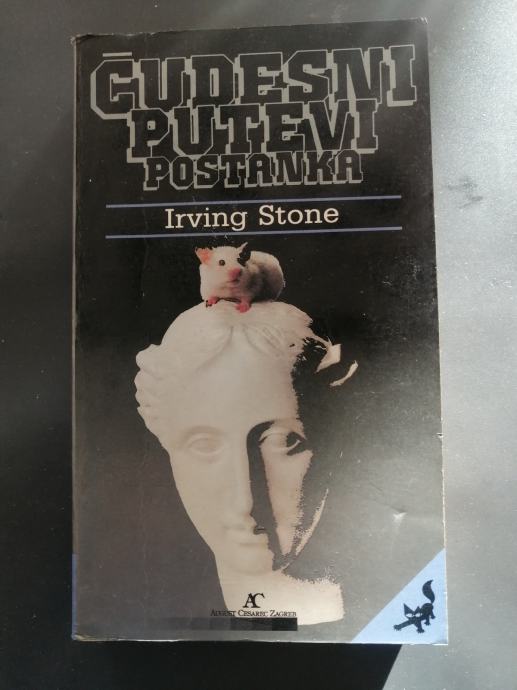 ČUDESNI
PUTEVI
POSTANKA
Irving Stone
AC
AUGUST CESAREC ZAGREB